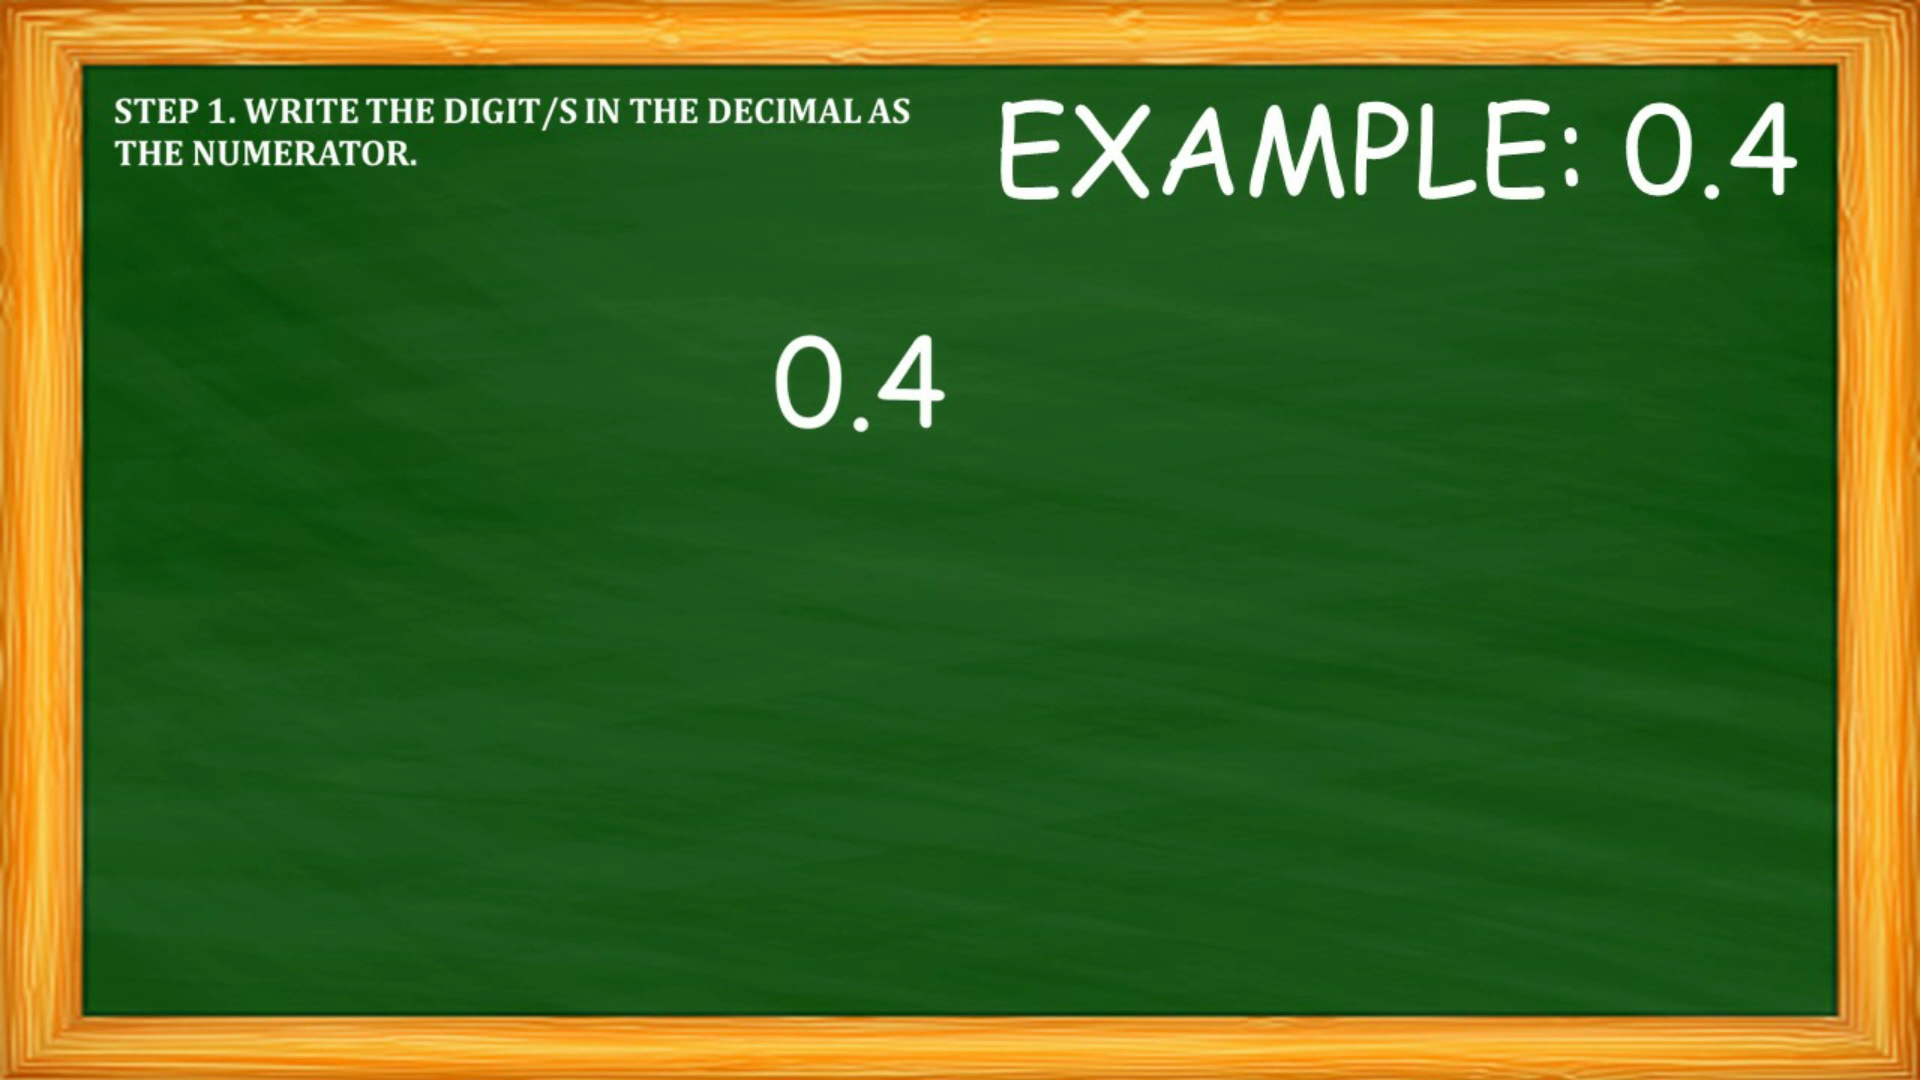 STEP 1. WRITE THE DIGIT/S IN THE DECIMAL AS
THE NUMERATOR.
EXAMPLE: 0.4
0.4